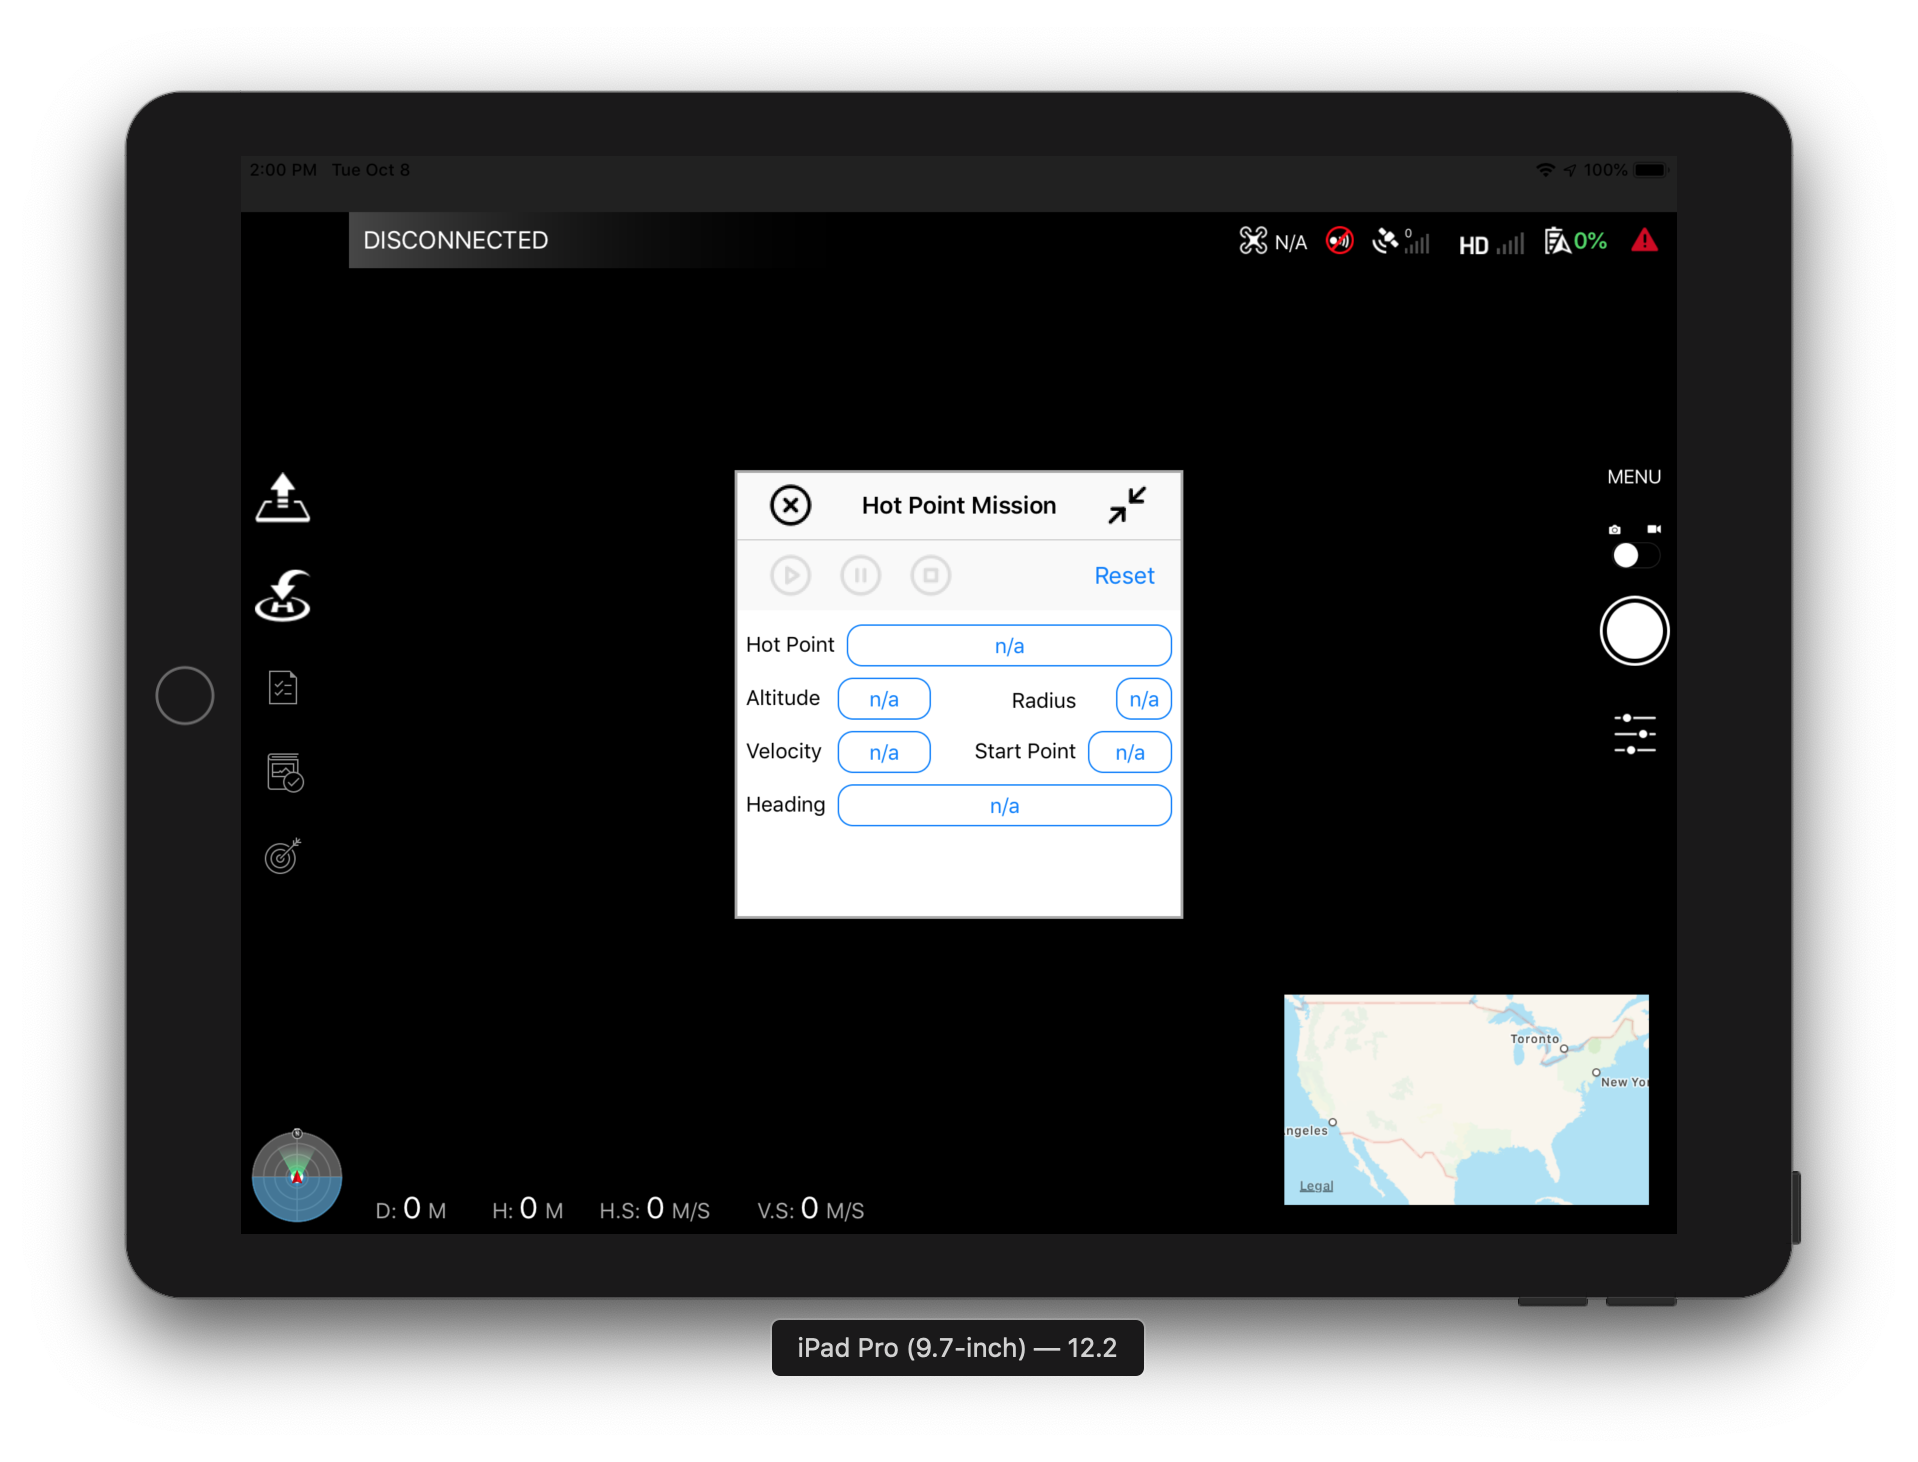 2:00 PM Tue Oct 8 100%
DISCONNECTED N/A 0 HD 0%
MENU
Hot Point Mission
Reset
Hot Point n/a
Altitude n/a Radius n/a
Velocity n/a Start Point n/a
Heading n/a
Toronto
New Yor
ngeles
Legal
N
D: 0 M H: 0 M H.S: 0 M/S V.S: 0 M/S
iPad Pro (9.7-inch) — 12.2